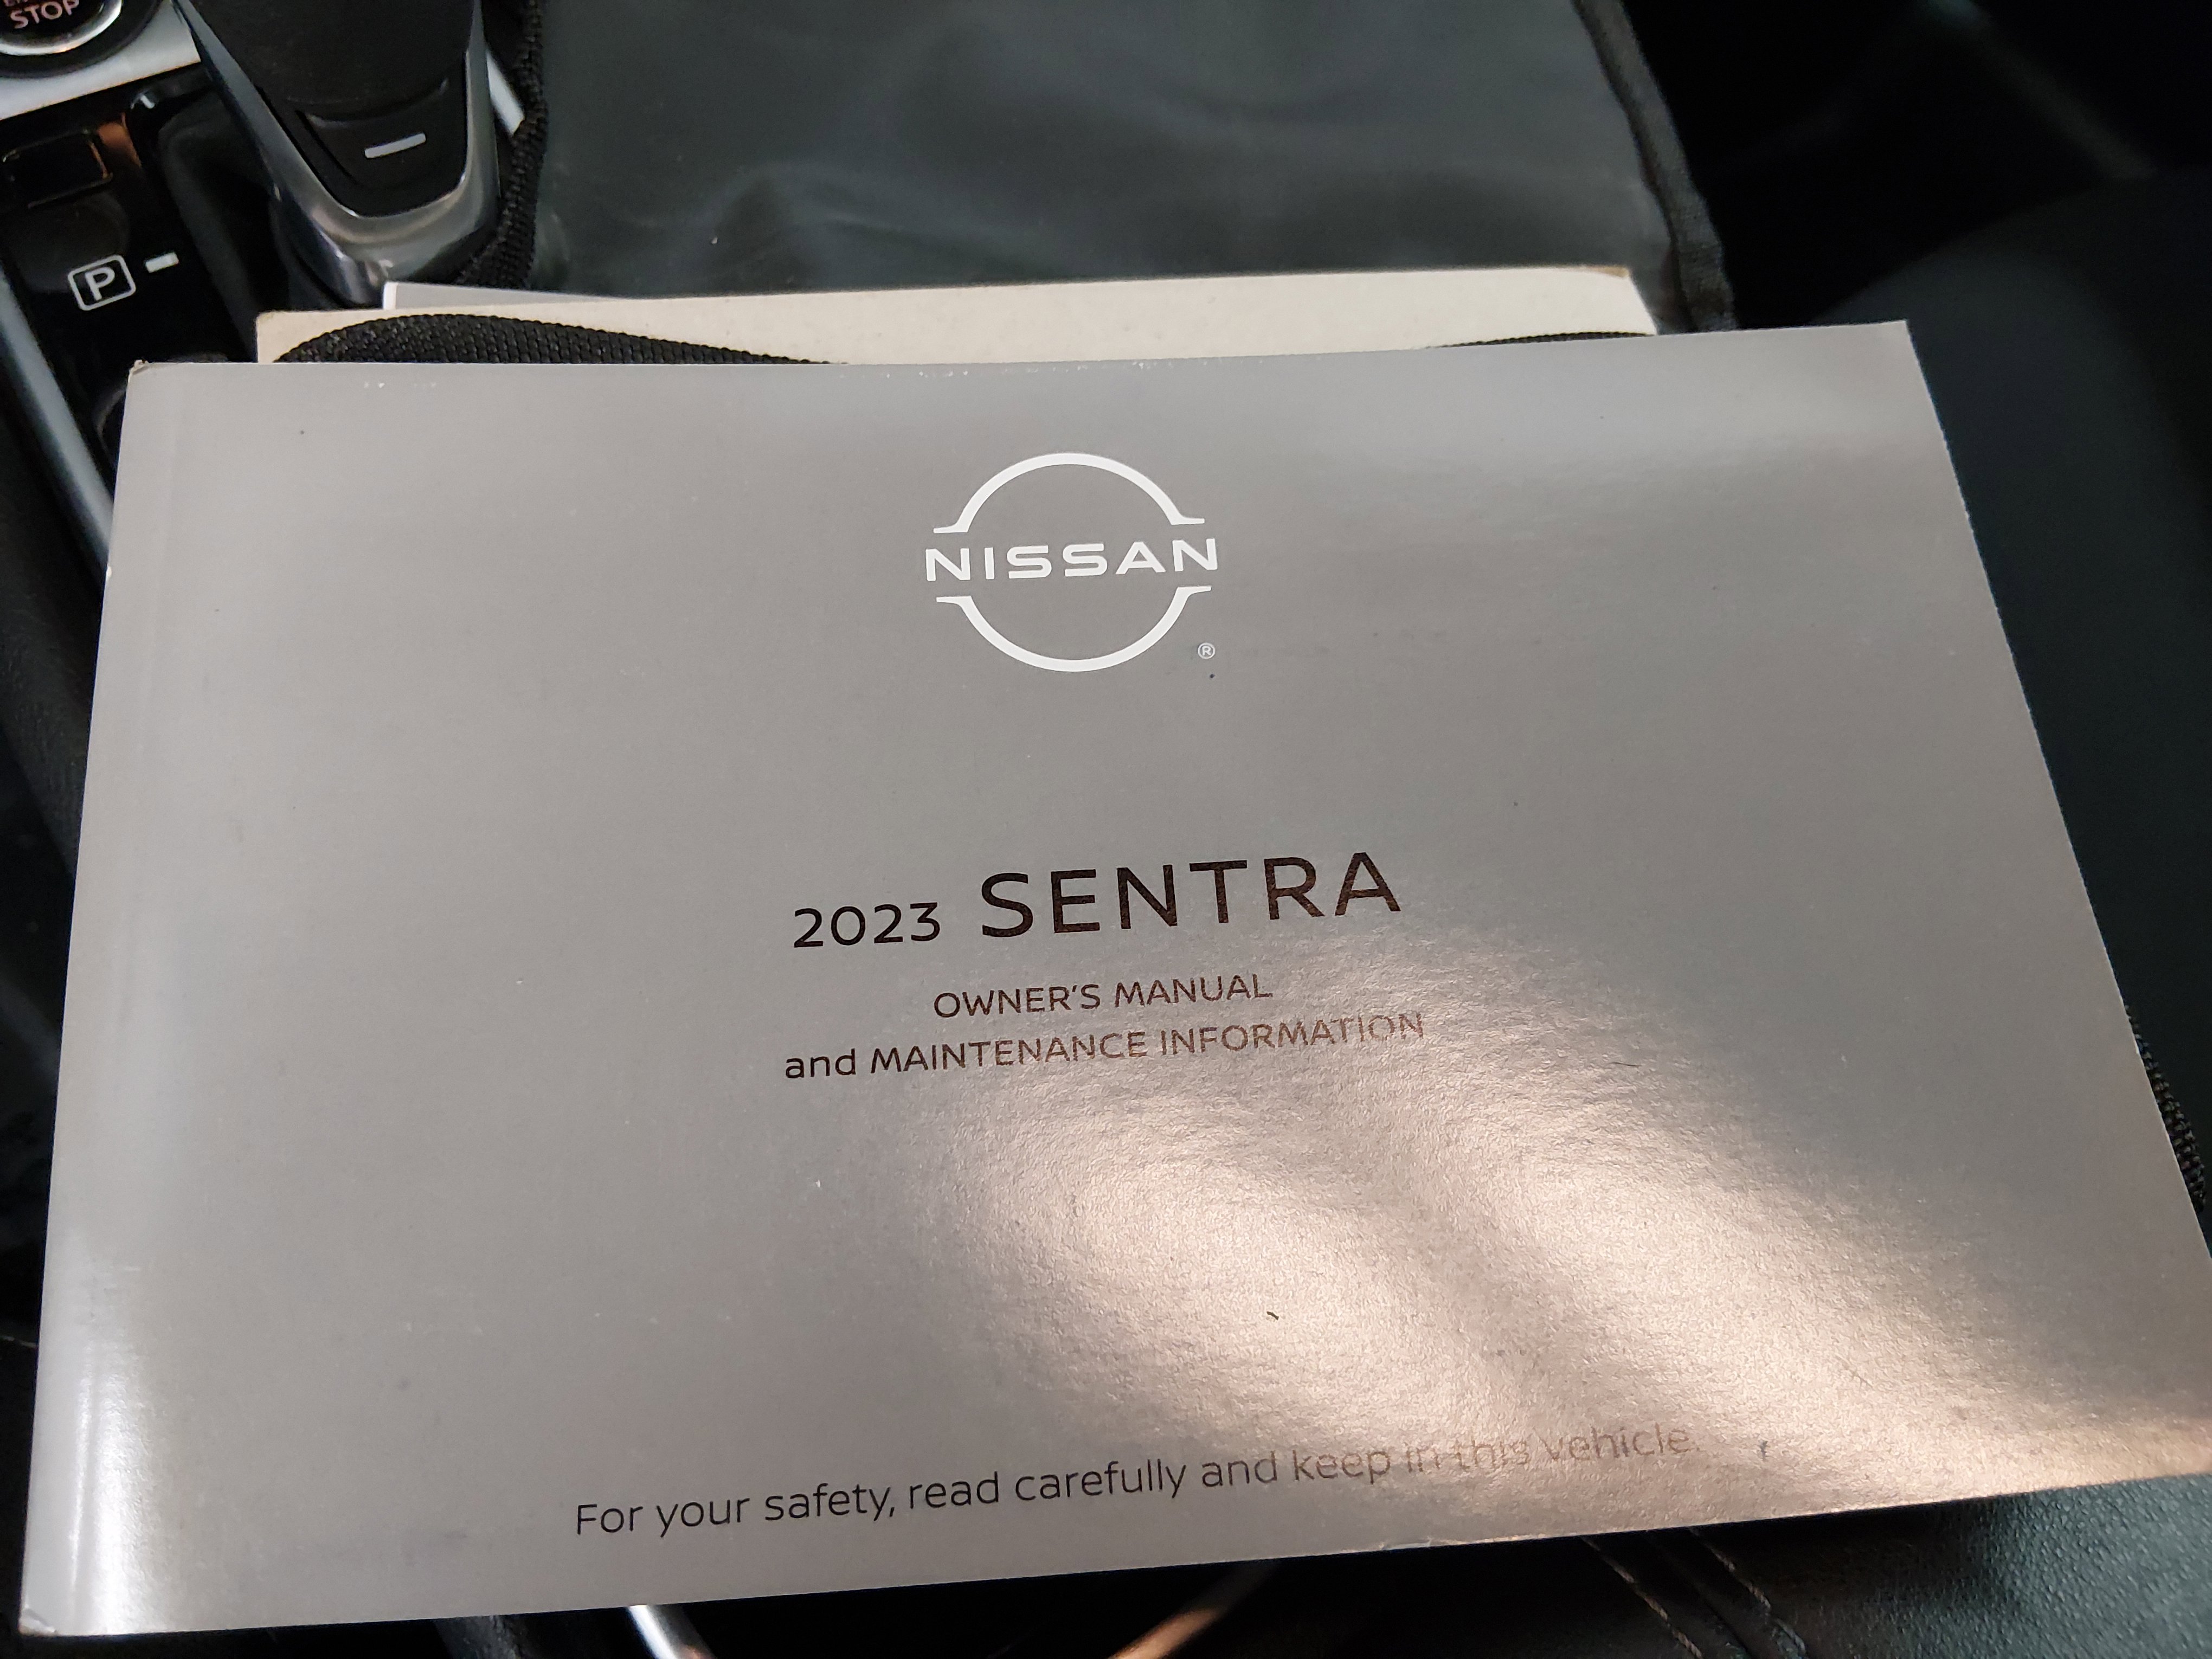 STOP
P
NISSAN
®
2023 SENTRA
OWNER'S MANUAL
and MAINTENANCE INFORMATION
For your safety, read carefully and keep in this vehicle.